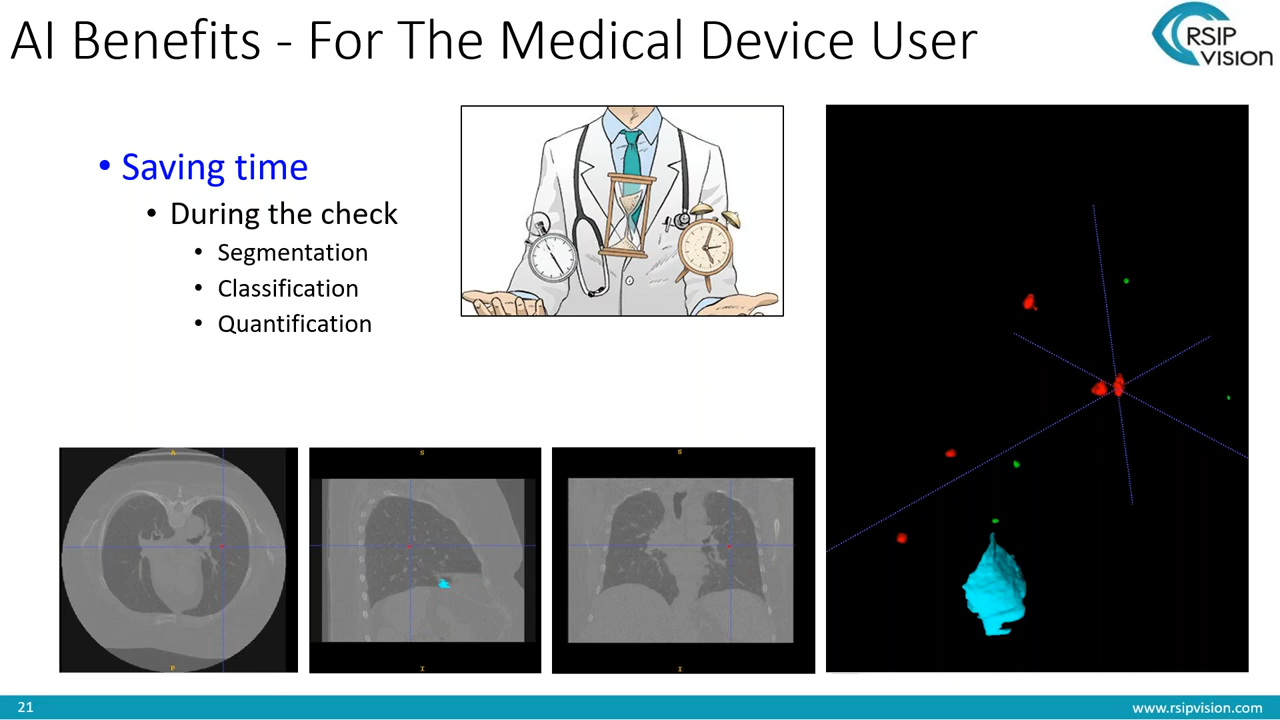 AI Benefits - For The Medical Device User
RSIP
VISION
• Saving time
• During the check
• Segmentation
• Classification
• Quantification
A
S
S
P
I
I
21
www.rsipvision.com